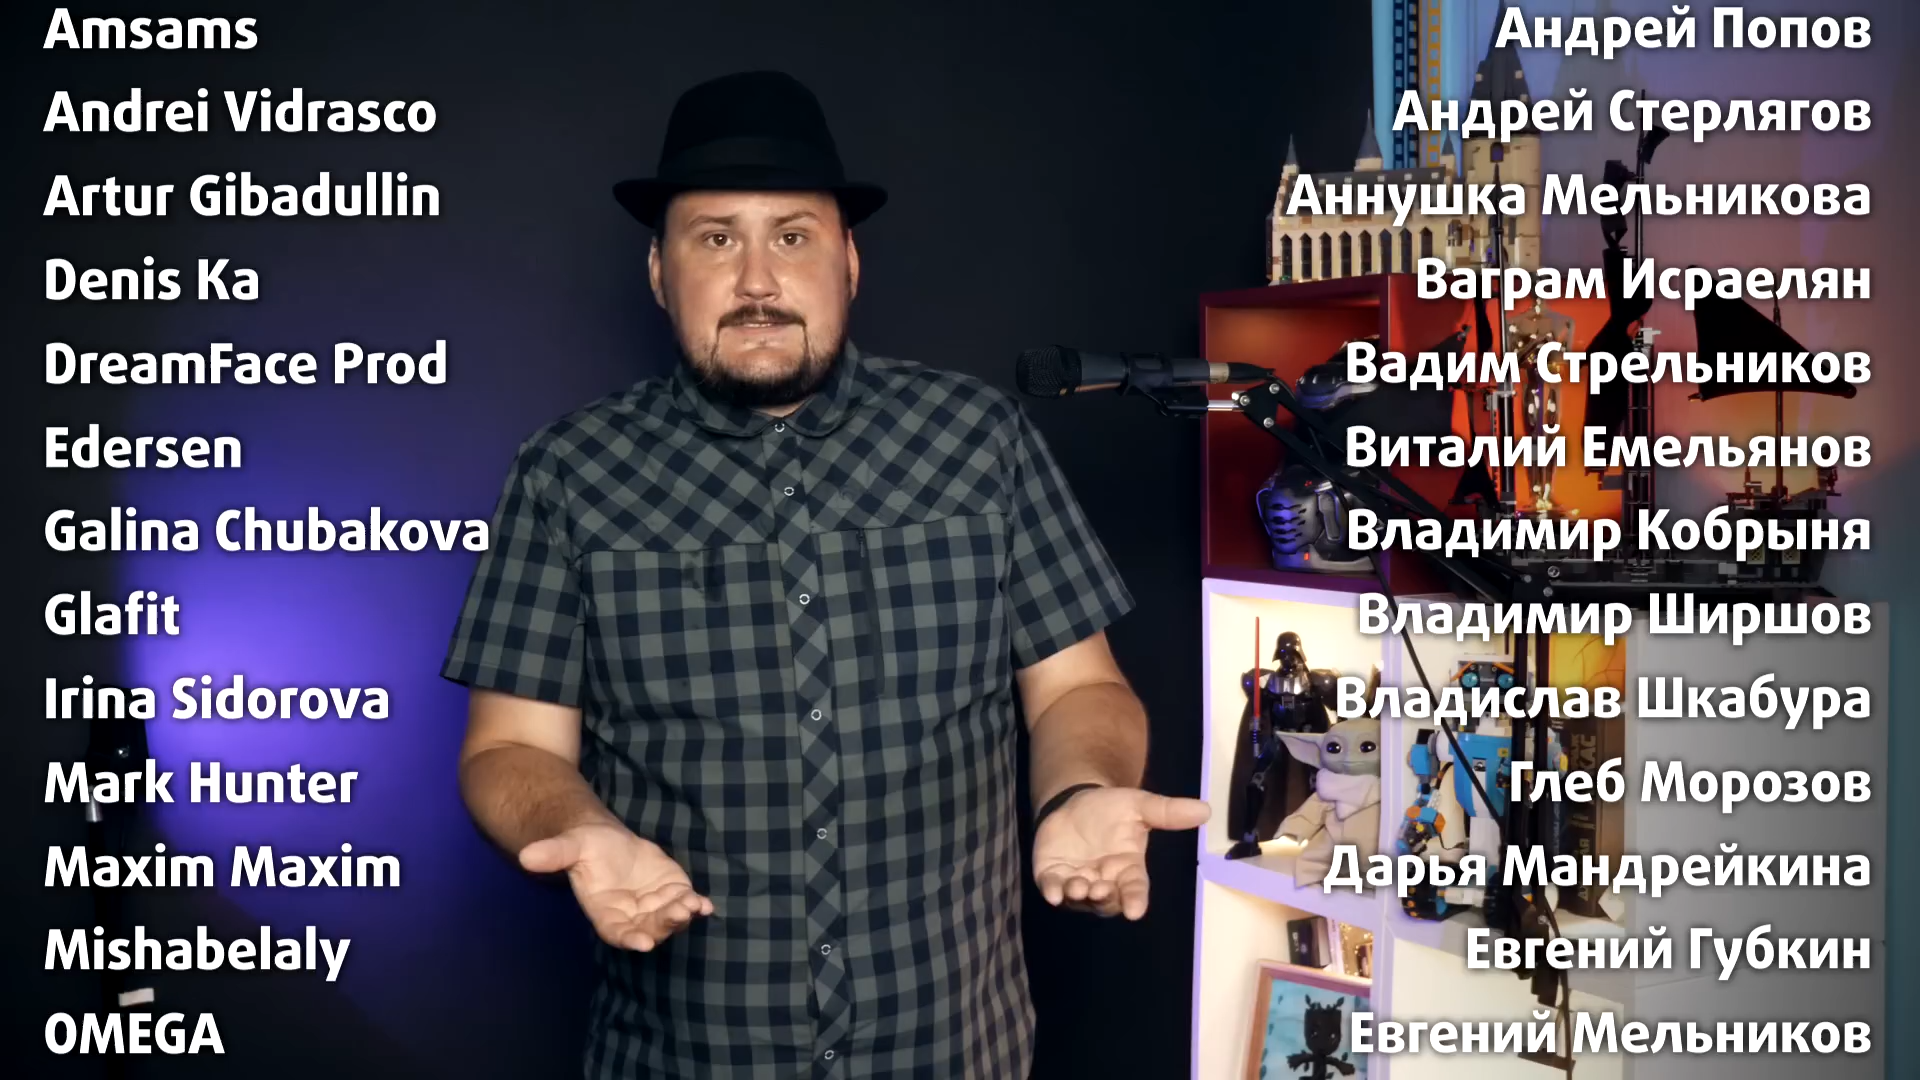 Amsams
Andrei Vidrasco
Artur Gibadullin
Denis Ka
DreamFace Prod
Edersen
Galina Chubakova
Glafit
Irina Sidorova
Mark Hunter
Maxim Maxim
Mishabelaly
OMEGA
Андрей Попов
Андрей Стерлягов
Аннушка Мельникова
Ваграм Исраелян
Вадим Стрельников
Виталий Емельянов
Владимир Кобрыня
Владимир Ширшов
Владислав Шкабура
Глеб Морозов
Дарья Мандрейкина
Евгений Губкин
Евгений Мельников